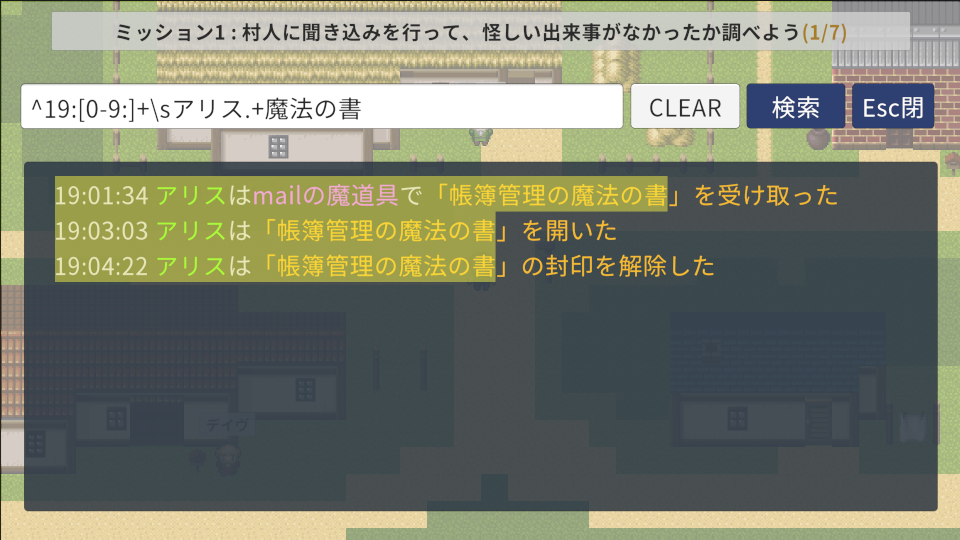 ミッション1 : 村人に聞き込みを行って、怪しい出来事がなかったか調べよう(1/7)
^19:[0-9:]+\sアリス.+魔法の書
CLEAR
検索
Esc閉
19:01:34 アリスはmailの魔道具で「帳簿管理の魔法の書」を受け取った
19:03:03 アリスは「帳簿管理の魔法の書」を開いた
19:04:22 アリスは「帳簿管理の魔法の書」の封印を解除した
デイヴ